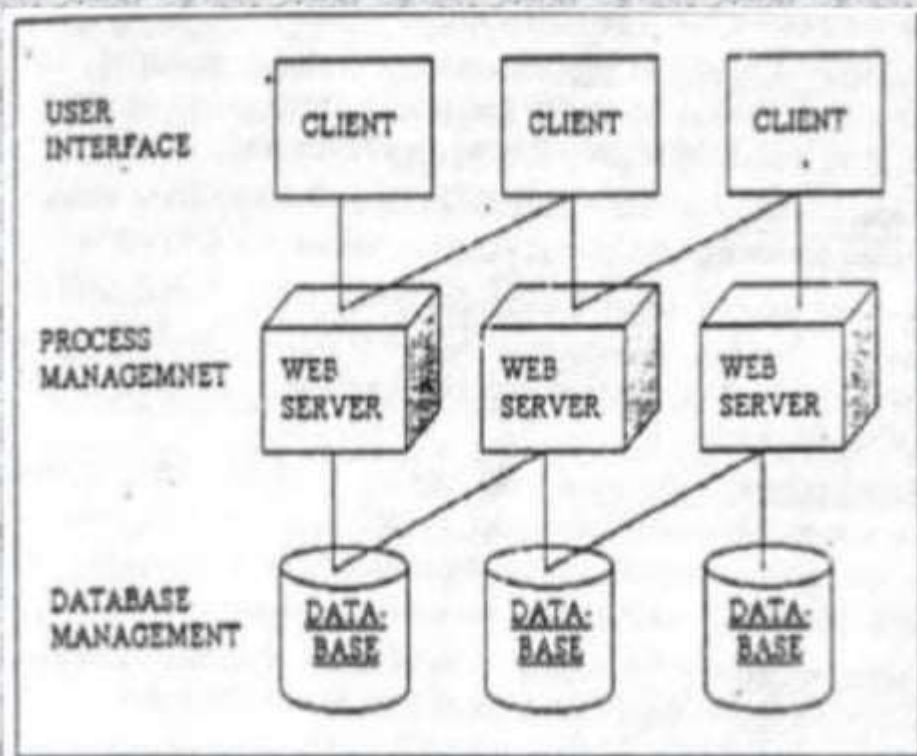 USER
INTERFACE
CLIENT
CLIENT
CLIENT
PROCESS
MANAGEMNET
WEB
SERVER
WEB
SERVER
WEB
SERVER
DATABASE
MANAGEMENT
DATA-
BASE
DATA-
BASE
DATA-
BASE